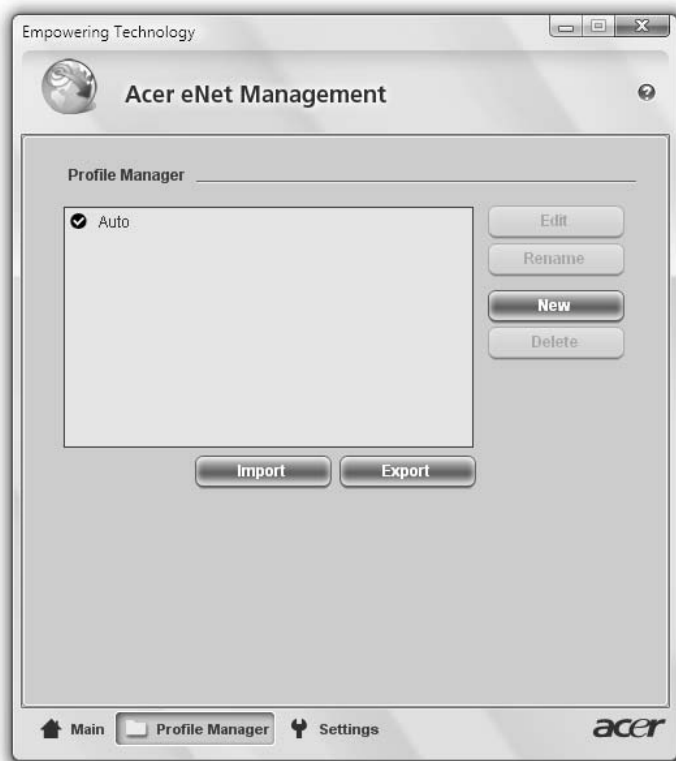 Empowering Technology
Acer eNet Management
Profile Manager
Auto
Edit
Rename
New
Delete
Import Export
Main Profile Manager Settings acer